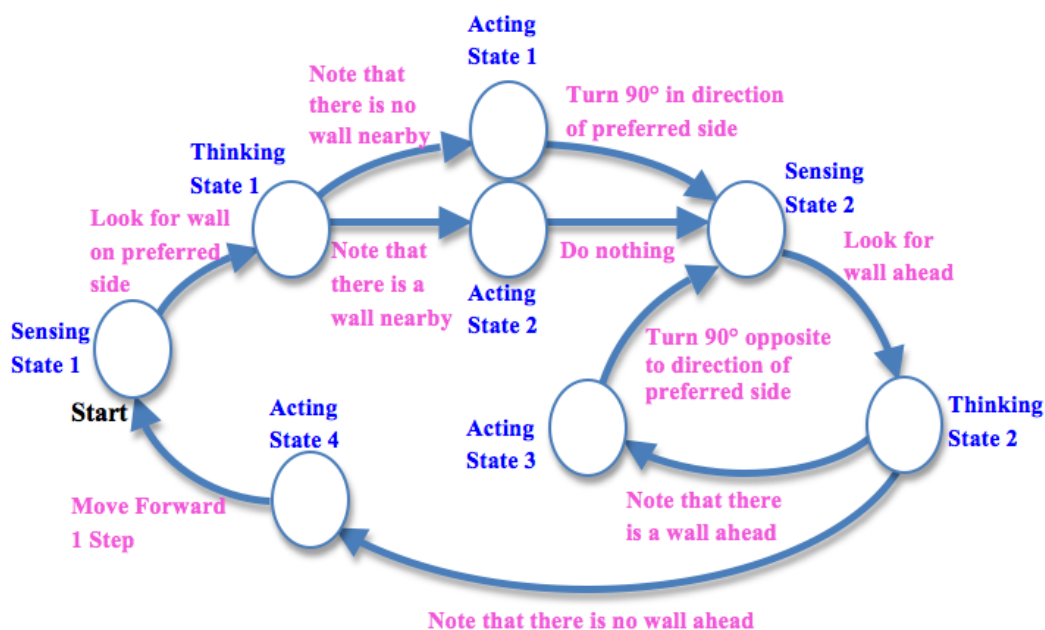 Acting
State 1
Note that
there is no
wall nearby
Turn 90° in direction
of preferred side
Thinking
State 1
Sensing
State 2
Look for wall
on preferred
side
Note that
there is a
wall nearby
Do nothing
Acting
State 2
Look for
wall ahead
Sensing
State 1
Start
Turn 90° opposite
to direction of
preferred side
Acting
State 4
Acting
State 3
Thinking
State 2
Move Forward
1 Step
Note that there
is a wall ahead
Note that there is no wall ahead